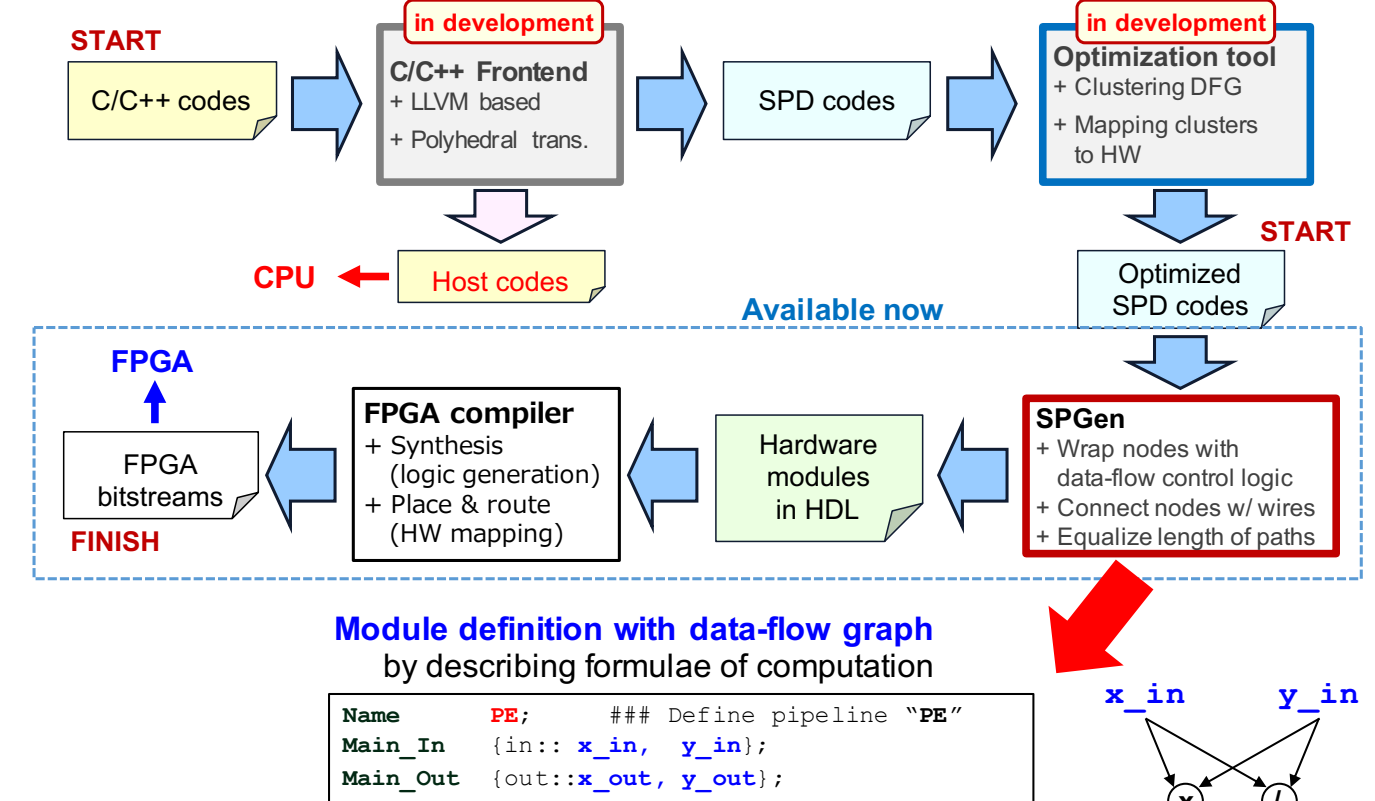 in development
in development
START
C/C++ codes
C/C++ Frontend
+ LLVM based
+ Polyhedral trans.
SPD codes
Optimization tool
+ Clustering DFG
+ Mapping clusters
to HW
START
CPU
Host codes
Optimized
SPD codes
Available now
FPGA
FPGA
bitstreams
FINISH
FPGA compiler
+ Synthesis
(logic generation)
+ Place & route
(HW mapping)
Hardware
modules
in HDL
SPGen
+ Wrap nodes with
data-flow control logic
+ Connect nodes w/ wires
+ Equalize length of paths
Module definition with data-flow graph
by describing formulae of computation
Name PE; ### Define pipeline “PE”
Main_In {in:: x_in, y_in};
Main_Out {out::x_out, y_out};
x_in y_in